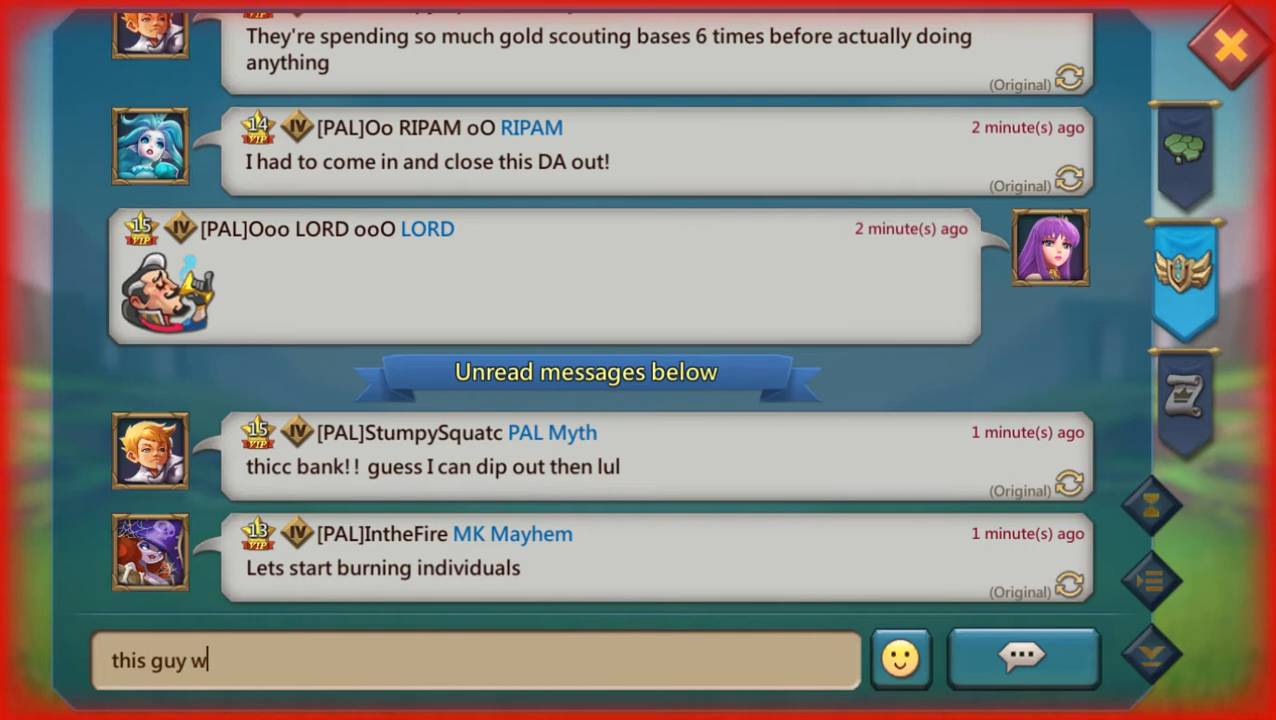 They're spending so much gold scouting bases 6 times before actually doing
anything
(Original)
14 VIP IV [PAL]Oo RIPAM oO RIPAM 2 minute(s) ago
I had to come in and close this DA out!
(Original)
15 VIP IV [PAL]Ooo LORD ooO LORD 2 minute(s) ago
Unread messages below
15 VIP IV [PAL]StumpySquatc PAL Myth 1 minute(s) ago
thicc bank!! guess I can dip out then lul
(Original)
13 VIP IV [PAL]IntheFire MK Mayhem 1 minute(s) ago
Lets start burning individuals
(Original)
this guy w